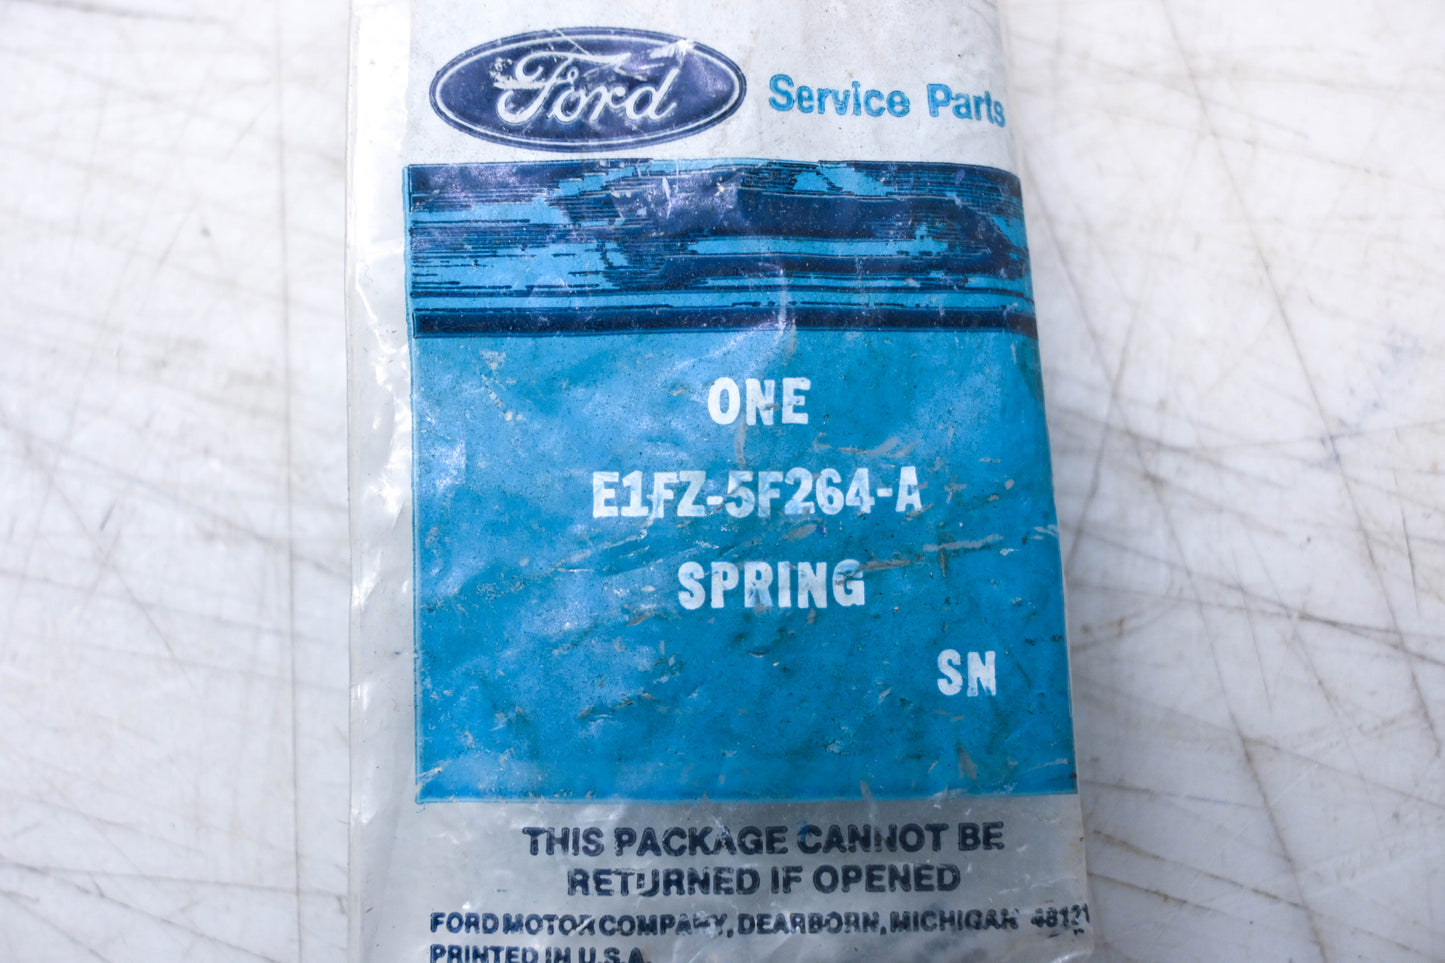 Ford Service Parts
ONE
E1FZ-5F264-A
SPRING
SN
THIS PACKAGE CANNOT BE
RETURNED IF OPENED
FORD MOTOR COMPANY, DEARBORN, MICHIGAN 48121
PRINTED IN U.S.A.